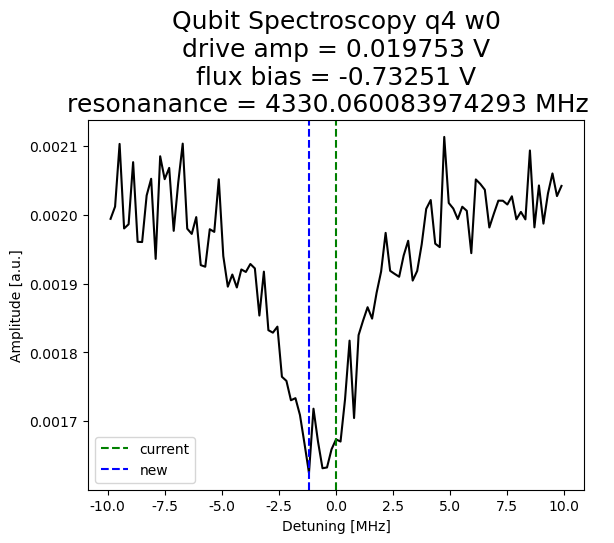 Qubit Spectroscopy q4 w0
drive amp = 0.019753 V
flux bias = -0.73251 V
resonanance = 4330.060083974293 MHz
0.0021
0.0020
0.0019
0.0018
0.0017
Amplitude [a.u.]
current
new
-10.0 -7.5 -5.0 -2.5 0.0 2.5 5.0 7.5 10.0
Detuning [MHz]